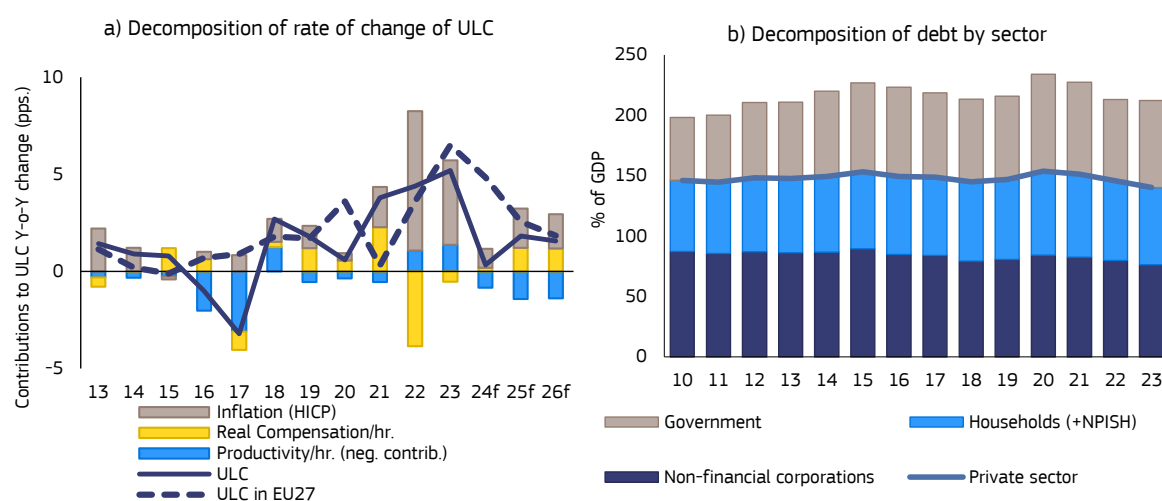 a) Decomposition of rate of change of ULC
Contributions to ULC Y-o-Y change (pps.)
10
5
0
-5
13 14 15 16 17 18 19 20 21 22 23 24f 25f 26f
Inflation (HICP)
Real Compensation/hr.
Productivity/hr. (neg. contrib.)
ULC
ULC in EU27
b) Decomposition of debt by sector
% of GDP
250
200
150
100
50
0
10 11 12 13 14 15 16 17 18 19 20 21 22 23
Government
Households (+NPISH)
Non-financial corporations
Private sector